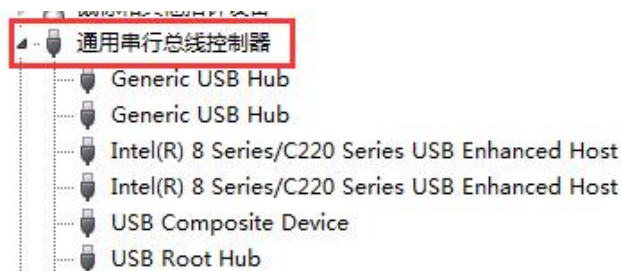 通用串行总线控制器
Generic USB Hub
Generic USB Hub
Intel(R) 8 Series/C220 Series USB Enhanced Host
Intel(R) 8 Series/C220 Series USB Enhanced Host
USB Composite Device
USB Root Hub